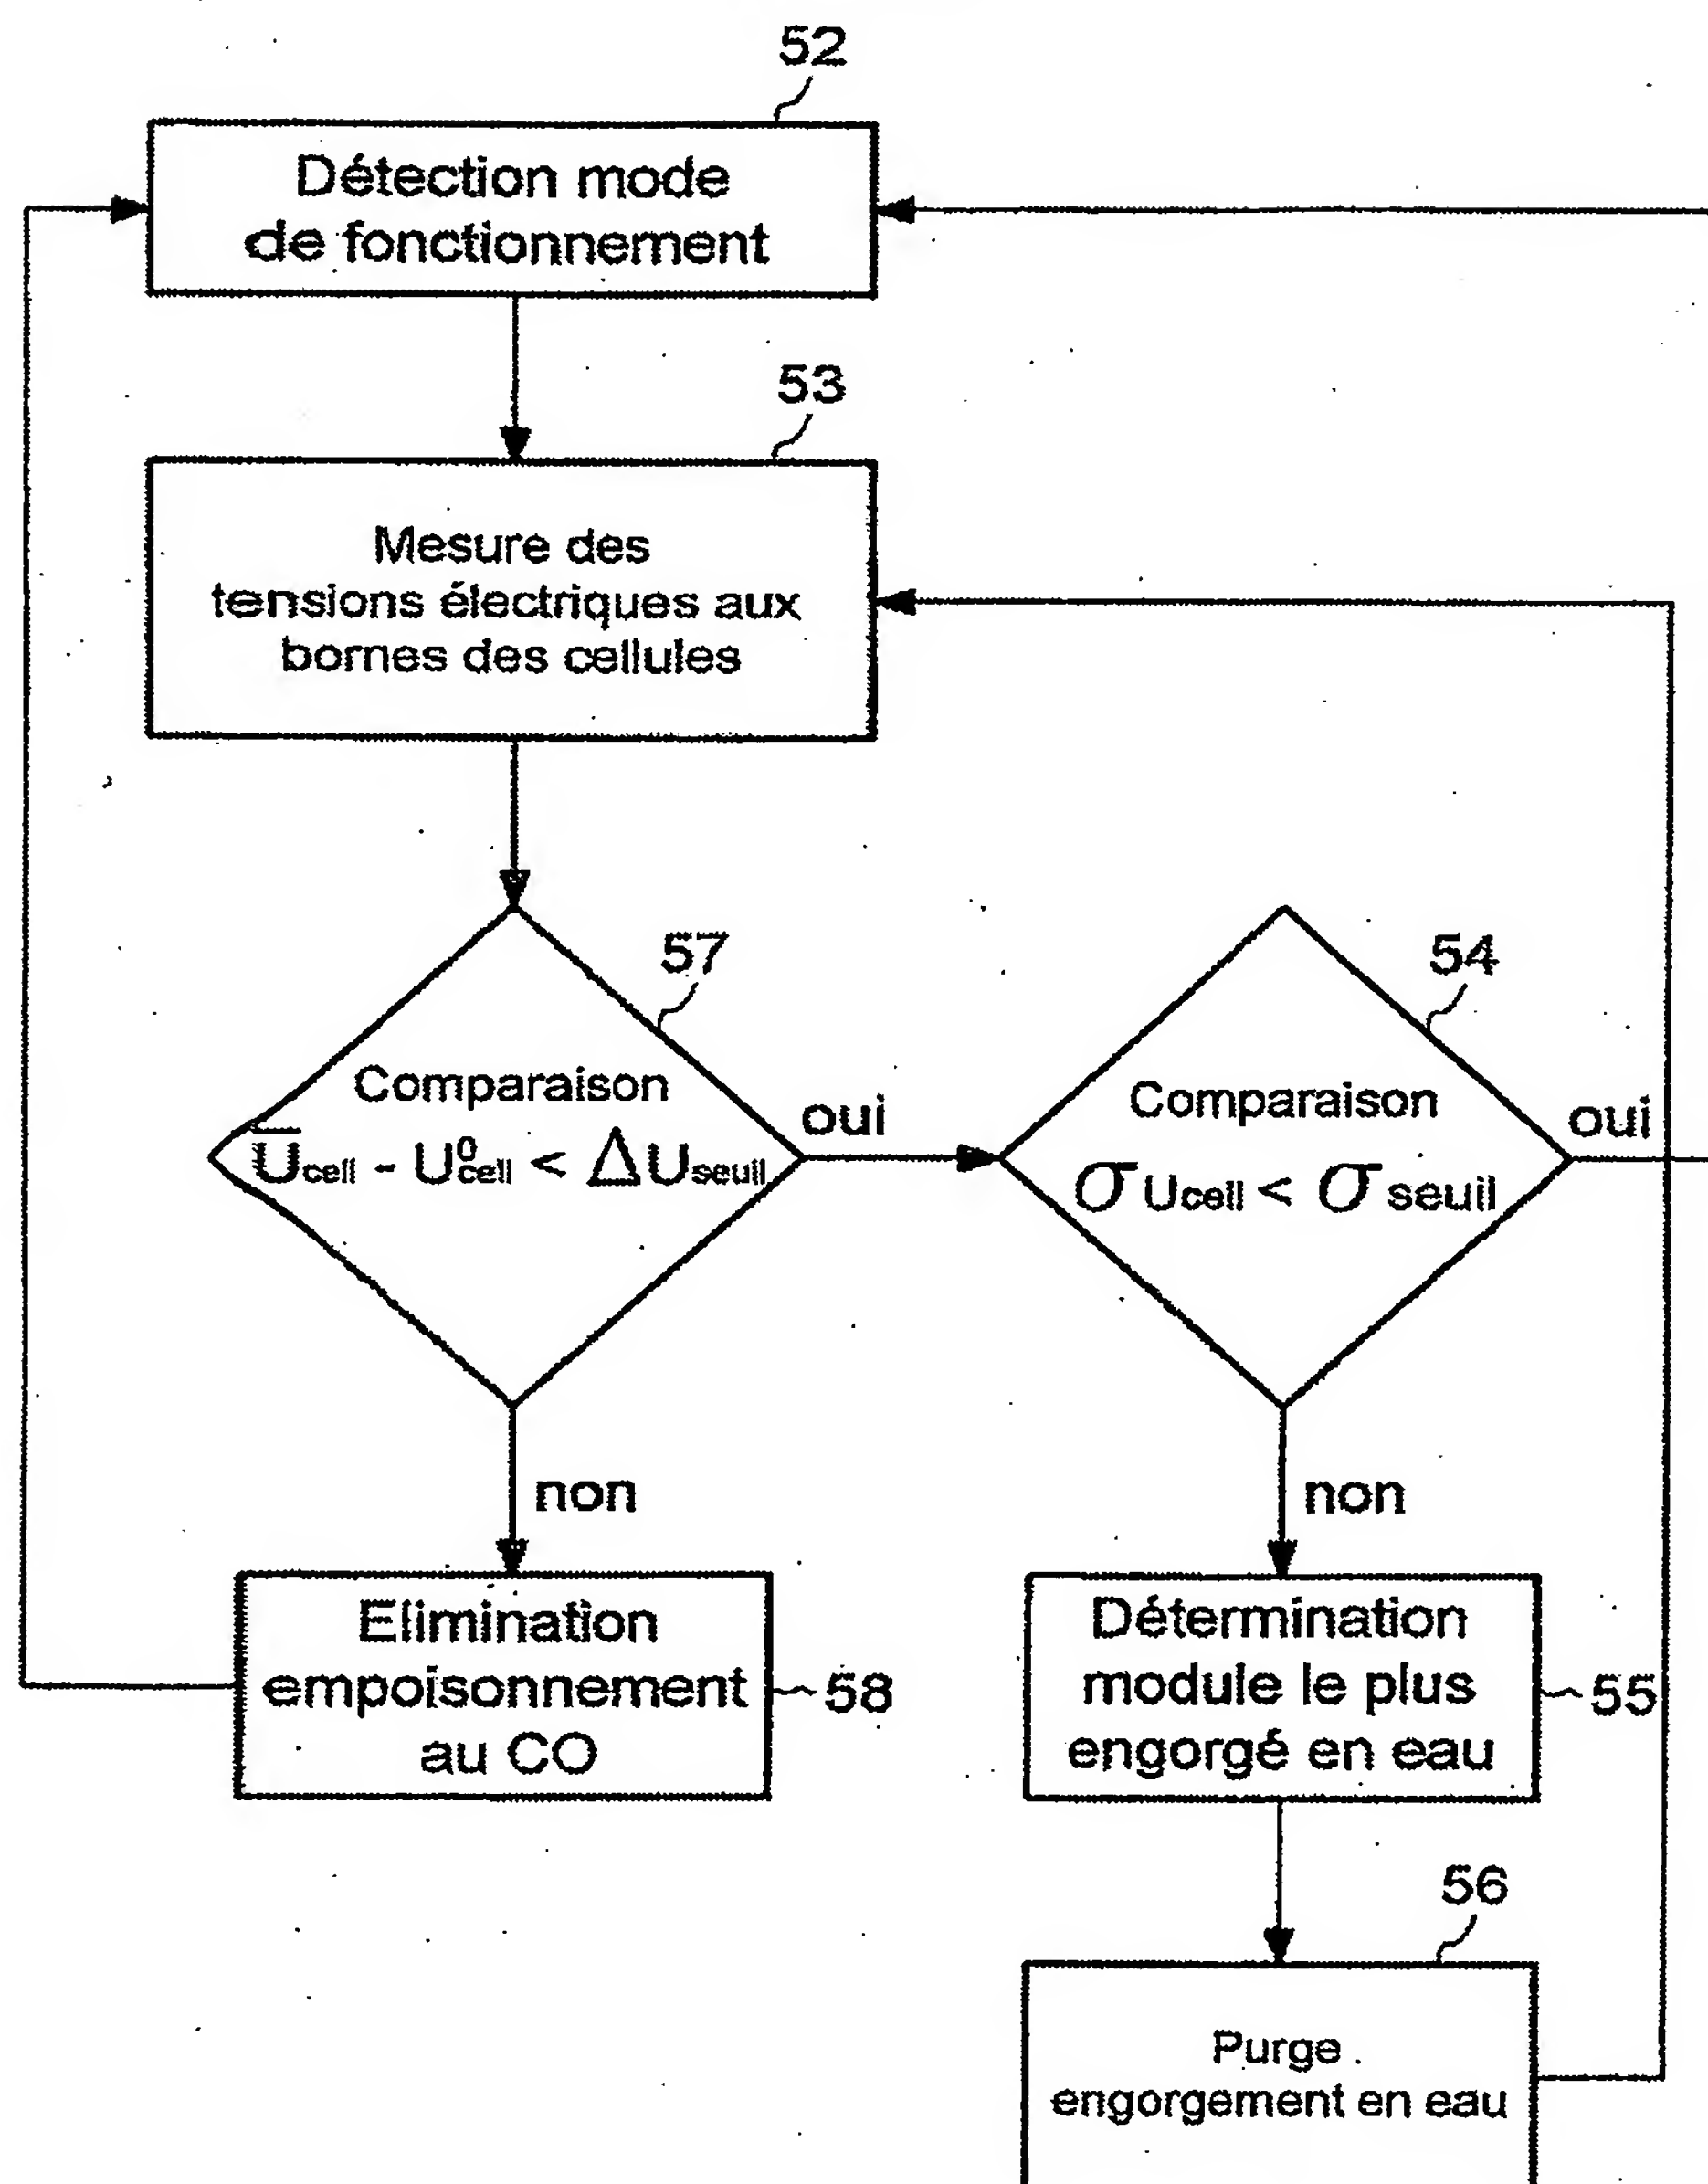 52
Détection mode
de fonctionnement
53
Mesure des
tensions électriques aux
bornes des cellules
57
Comparaison
U̅cell - U⁰cell < ΔUseuil
oui
54
Comparaison
σ Ucell < σ seuil
oui
non
non
Elimination
empoisonnement
au CO
58
Détermination
module le plus
engorgé en eau
55
56
Purge
engorgement en eau